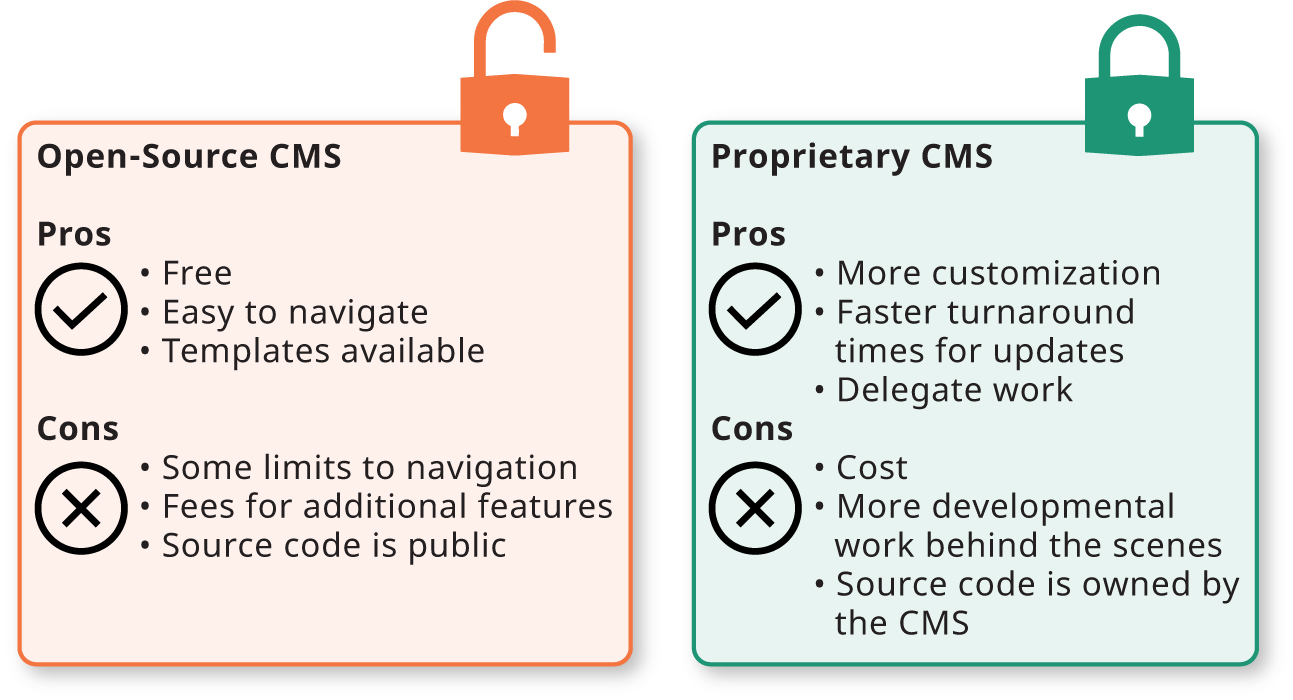 Open-Source CMS
Pros
• Free
• Easy to navigate
• Templates available
Cons
• Some limits to navigation
• Fees for additional features
• Source code is public
Proprietary CMS
Pros
• More customization
• Faster turnaround
times for updates
• Delegate work
Cons
• Cost
• More developmental
work behind the scenes
• Source code is owned by
the CMS